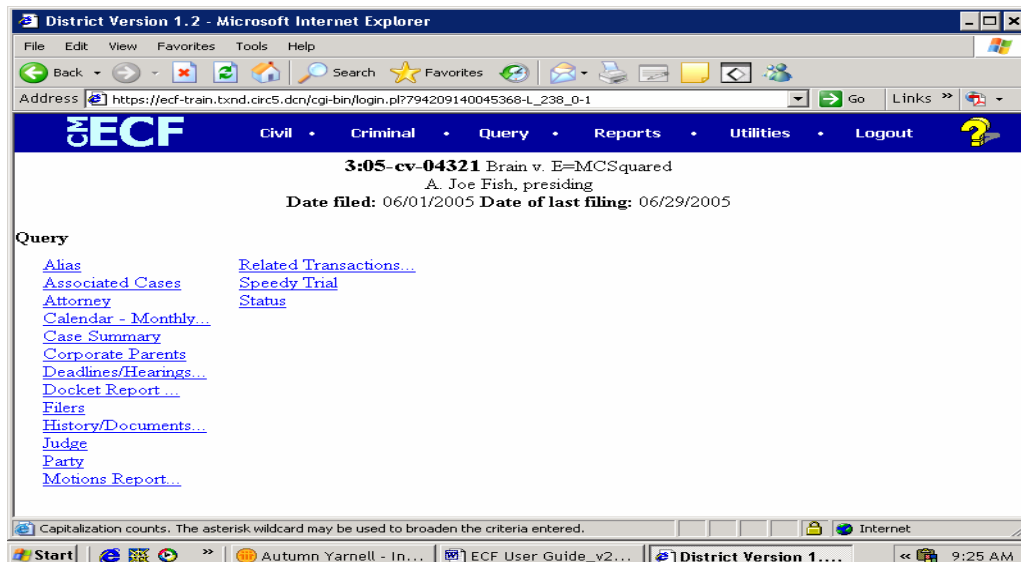 District Version 1.2 - Microsoft Internet Explorer
File Edit View Favorites Tools Help
Back Search Favorites
Address https://ecf-train.txnd.circ5.dcn/cgi-bin/login.pl?794209140045368-L_238_0-1 Go Links »
CM ECF Civil • Criminal • Query • Reports • Utilities • Logout ?
3:05-cv-04321 Brain v. E=MCSquared
A. Joe Fish, presiding
Date filed: 06/01/2005 Date of last filing: 06/29/2005
Query
Alias
Associated Cases
Attorney
Calendar - Monthly...
Case Summary
Corporate Parents
Deadlines/Hearings...
Docket Report ...
Filers
History/Documents...
Judge
Party
Motions Report...
Related Transactions...
Speedy Trial
Status
Capitalization counts. The asterisk wildcard may be used to broaden the criteria entered. Internet
Start » Autumn Yarnell - In... ECF User Guide_v2... District Version 1.... « 9:25 AM